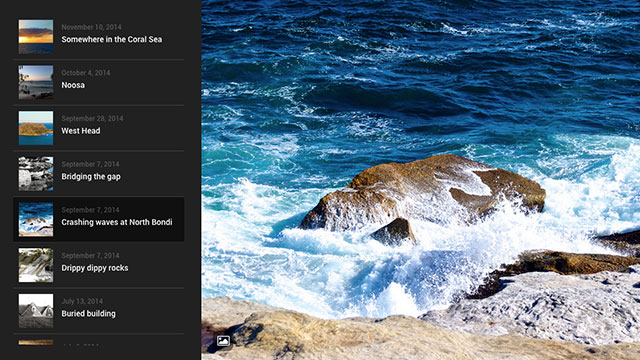 November 10, 2014
Somewhere in the Coral Sea
October 4, 2014
Noosa
September 28, 2014
West Head
September 7, 2014
Bridging the gap
September 7, 2014
Crashing waves at North Bondi
September 7, 2014
Drippy dippy rocks
July 13, 2014
Buried building